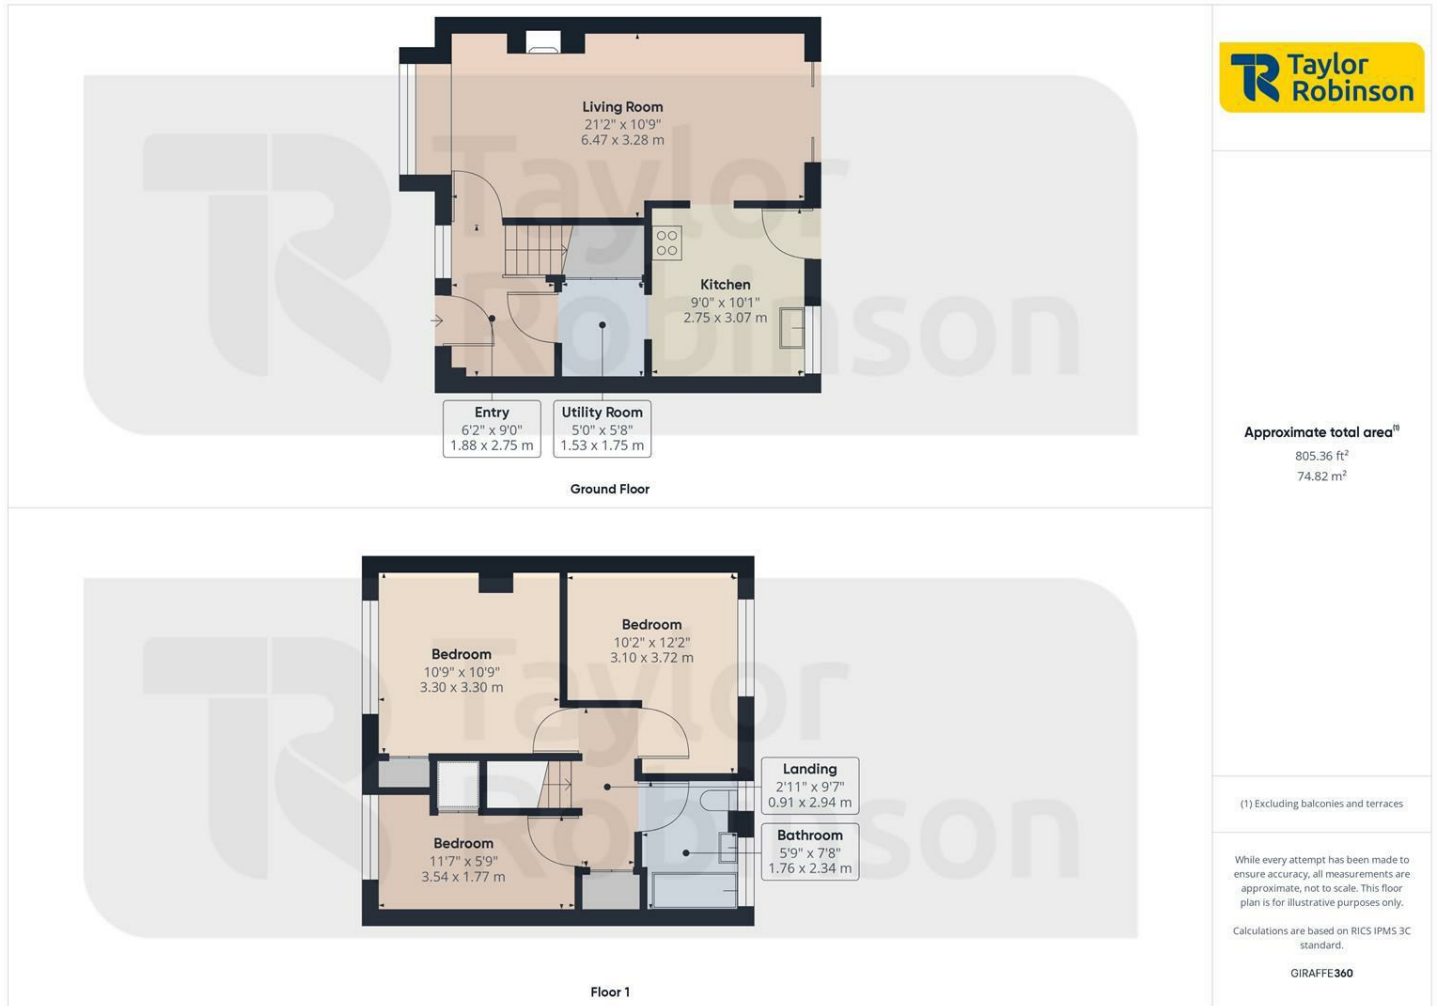 Taylor
Robinson
Living Room
21'2" x 10'9"
6.47 x 3.28 m
Kitchen
9'0" x 10'1"
2.75 x 3.07 m
Entry
6'2" x 9'0"
1.88 x 2.75 m
Utility Room
5'0" x 5'8"
1.53 x 1.75 m
Ground Floor
Taylor
Robinson
Bedroom
10'9" x 10'9"
3.30 x 3.30 m
Bedroom
10'2" x 12'2"
3.10 x 3.72 m
Landing
2'11" x 9'7"
0.91 x 2.94 m
Bathroom
5'9" x 7'8"
1.76 x 2.34 m
Bedroom
11'7" x 5'9"
3.54 x 1.77 m
Floor 1
TR Taylor
Robinson
Approximate total area⁽¹⁾
805.36 ft²
74.82 m²
(1) Excluding balconies and terraces
While every attempt has been made to
ensure accuracy, all measurements are
approximate, not to scale. This floor
plan is for illustrative purposes only.
Calculations are based on RICS IPMS 3C
standard.
GIRAFFE360